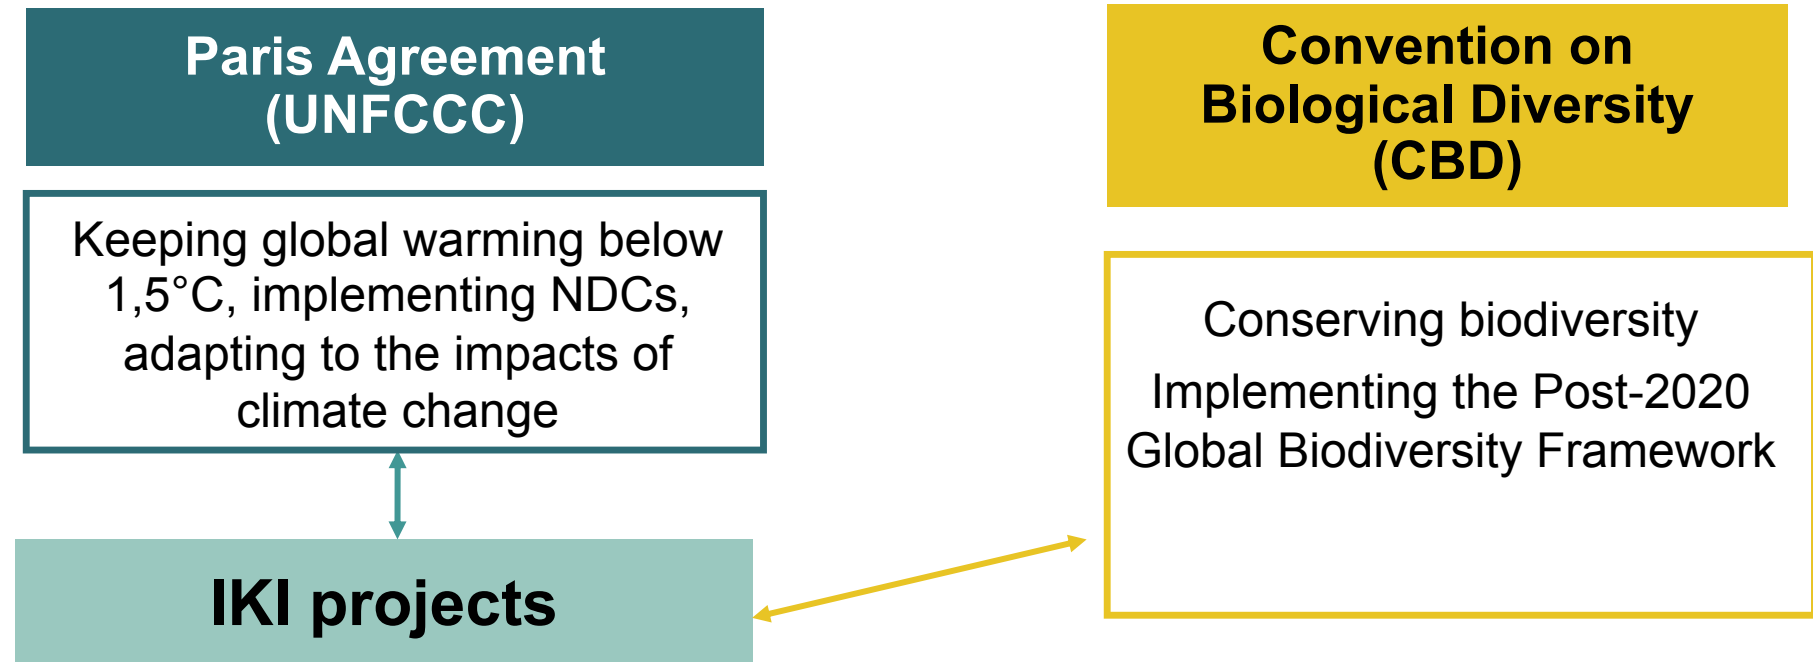 Paris Agreement
(UNFCCC)
Keeping global warming below
1,5°C, implementing NDCs,
adapting to the impacts of
climate change
IKI projects
Convention on
Biological Diversity
(CBD)
Conserving biodiversity
Implementing the Post-2020
Global Biodiversity Framework